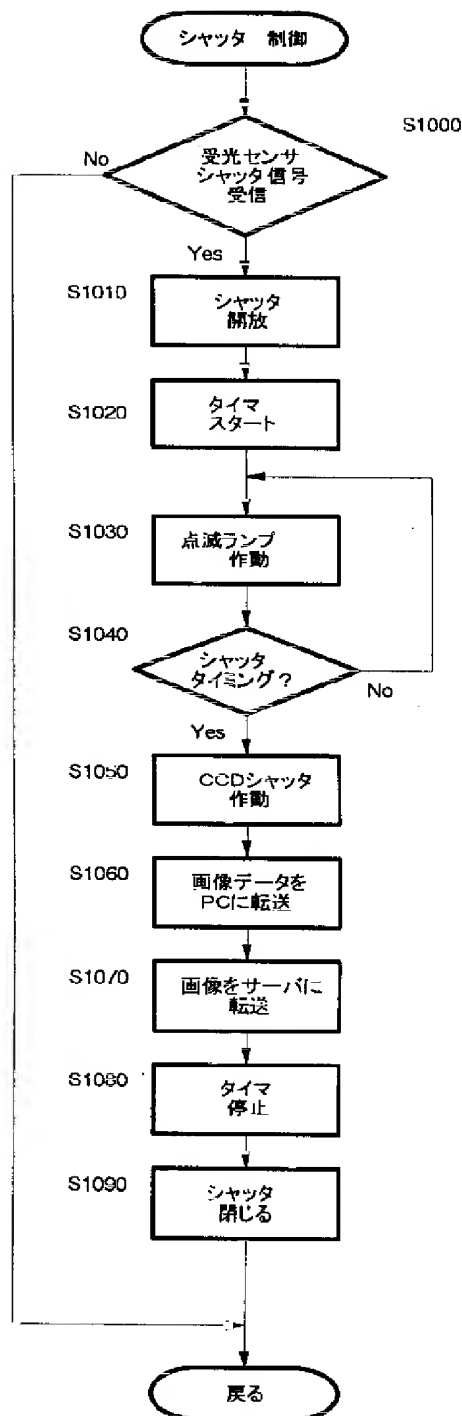 シャッタ 制御
S1000
No
受光センサ
シャッタ信号
受信
Yes
S1010
シャッタ
開放
S1020
タイマ
スタート
S1030
点滅ランプ
作動
S1040
シャッタ
タイミング？
No
Yes
S1050
CCDシャッタ
作動
S1060
画像データを
PCに転送
S1070
画像をサーバに
転送
S1080
タイマ
停止
S1090
シャッタ
閉じる
戻る